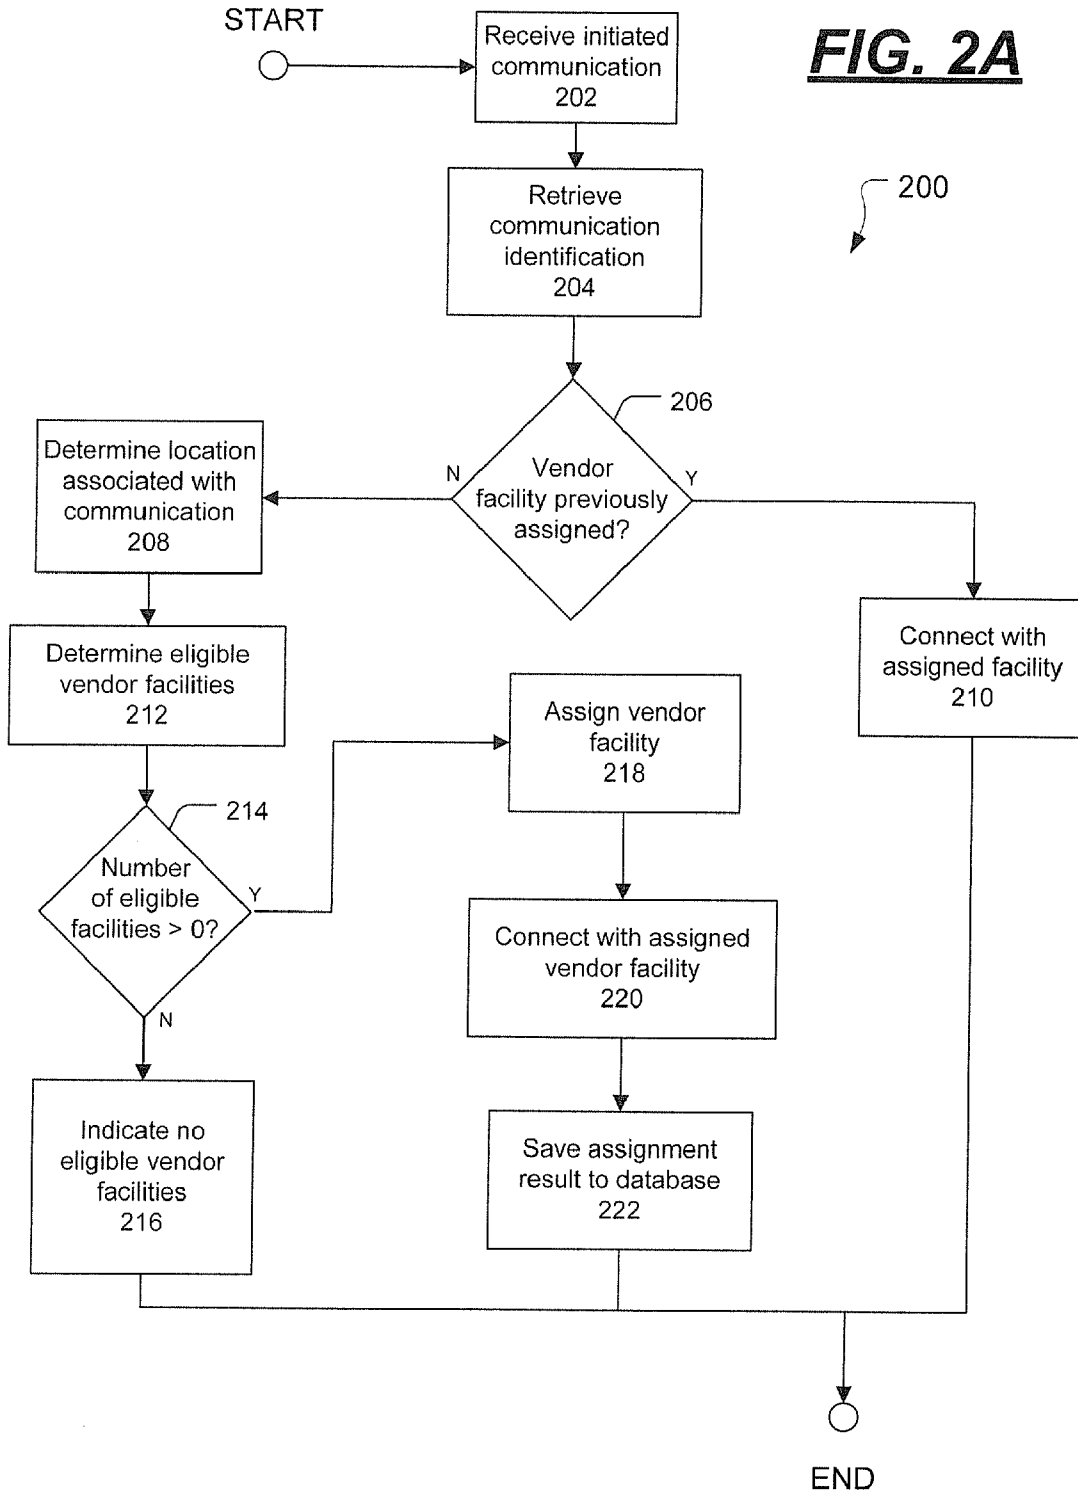 START
Receive initiated
communication
202
FIG. 2A
Retrieve
communication
identification
204
200
206
Vendor
facility previously
assigned?
N
Y
Determine location
associated with
communication
208
Connect with
assigned facility
210
Determine eligible
vendor facilities
212
Assign vendor
facility
218
214
Number
of eligible
facilities > 0?
Y
N
Connect with assigned
vendor facility
220
Indicate no
eligible vendor
facilities
216
Save assignment
result to database
222
END